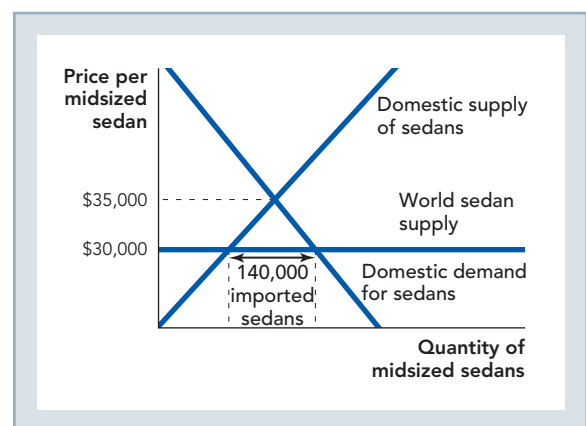 Price per
midsized
sedan
Domestic supply
of sedans
$35,000
World sedan
supply
$30,000
140,000
imported
sedans
Domestic demand
for sedans
Quantity of
midsized sedans